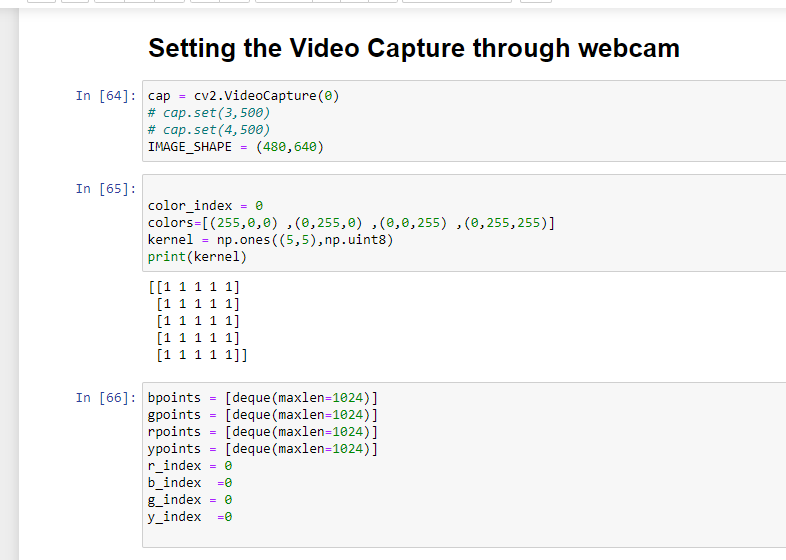 Setting the Video Capture through webcam
In [64]: cap = cv2.VideoCapture(0)
# cap.set(3,500)
# cap.set(4,500)
IMAGE_SHAPE = (480,640)
In [65]:
color_index = 0
colors=[(255,0,0) ,(0,255,0) ,(0,0,255) ,(0,255,255)]
kernel = np.ones((5,5),np.uint8)
print(kernel)
[[1 1 1 1 1]
 [1 1 1 1 1]
 [1 1 1 1 1]
 [1 1 1 1 1]
 [1 1 1 1 1]]
In [66]: bpoints = [deque(maxlen=1024)]
gpoints = [deque(maxlen=1024)]
rpoints = [deque(maxlen=1024)]
ypoints = [deque(maxlen=1024)]
r_index = 0
b_index  =0
g_index = 0
y_index  =0